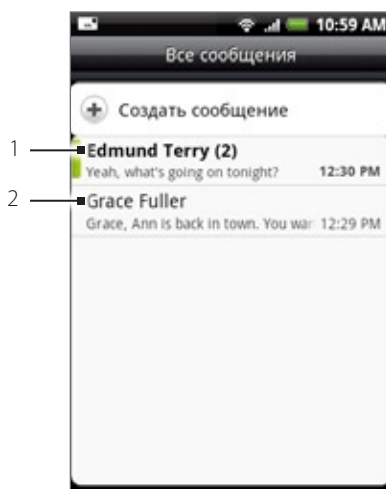 10:59 AM
Все сообщения
Создать сообщение
1
Edmund Terry (2)
Yeah, what's going on tonight? 12:30 PM
2
Grace Fuller
Grace, Ann is back in town. You war 12:29 PM